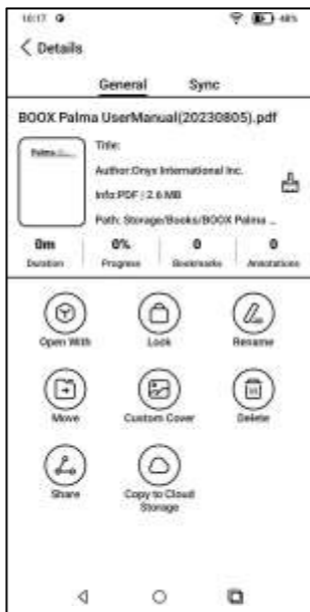 10:17 48%
Details
General Sync
BOOX Palma UserManual(20230805).pdf
Title:
Author:Onyx International Inc.
Info:PDF | 2.6 MB
Path: Storage/Books/BOOX Palma ...
0m 0% 0 0
Duration Progress Bookmarks Annotations
Open With Lock Rename
Move Custom Cover Delete
Share Copy to Cloud
Storage